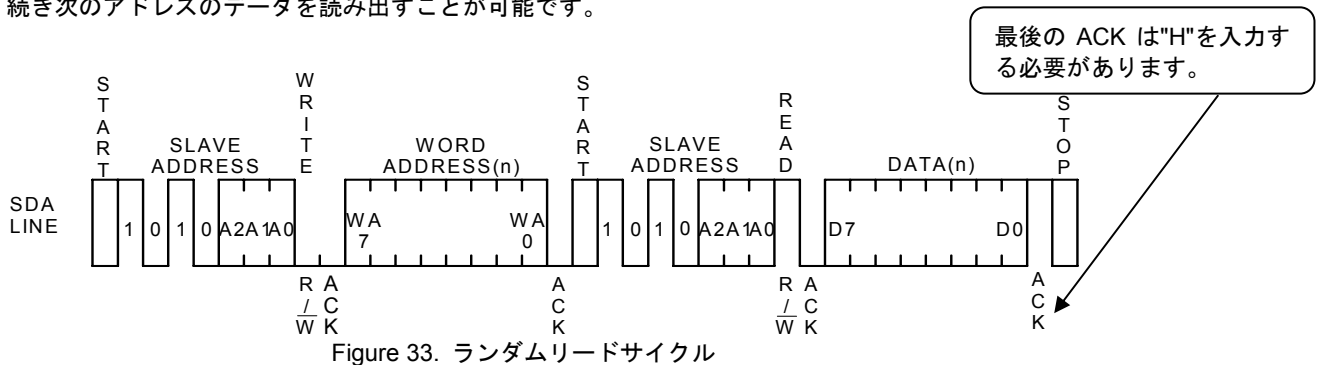 続き次のアドレスのデータを読み出すことが可能です。
最後の ACK は"H"を入力す
る必要があります。
START
WRITE
START
READ
STOP
SLAVE
ADDRESS
WORD
ADDRESS(n)
SLAVE
ADDRESS
DATA(n)
SDA
LINE
1 0 1 0 A2 A1 A0
WA
7
WA
0
1 0 1 0 A2 A1 A0
D7
D0
R/W
ACK
ACK
R/W
ACK
ACK
Figure 33. ランダムリードサイクル